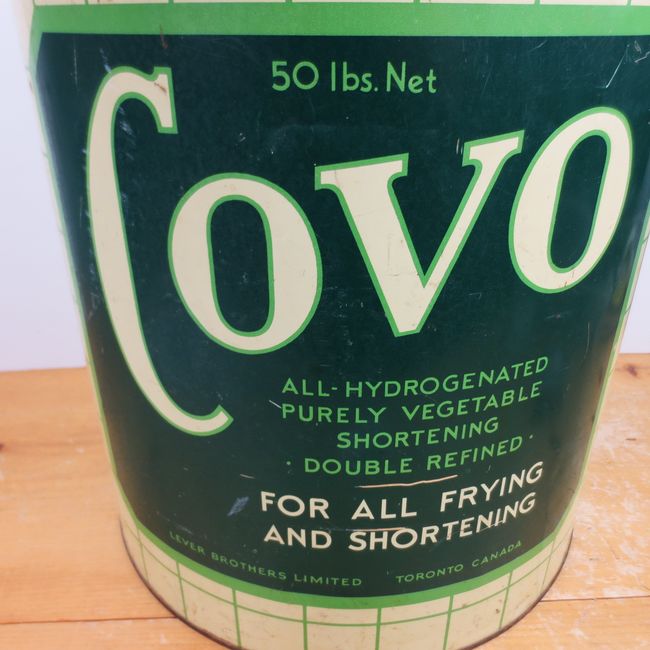 50 lbs. Net
Covo
ALL-HYDROGENATED
PURELY VEGETABLE
SHORTENING
· DOUBLE REFINED ·
FOR ALL FRYING
AND SHORTENING
LEVER BROTHERS LIMITED TORONTO CANADA